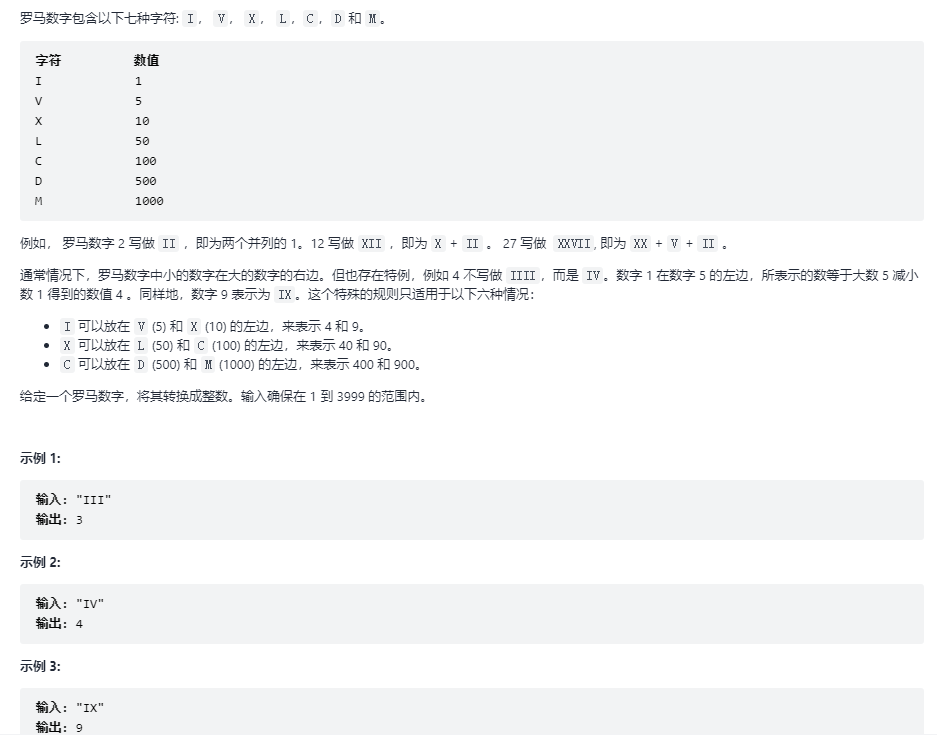 罗马数字包含以下七种字符: I， V， X， L，C，D 和 M。
字符 数值
I 1
V 5
X 10
L 50
C 100
D 500
M 1000
例如， 罗马数字 2 写做 II ，即为两个并列的 1。12 写做 XII ，即为 X + II 。 27 写做  XXVII, 即为 XX + V + II 。
通常情况下，罗马数字中小的数字在大的数字的右边。但也存在特例，例如 4 不写做 IIII，而是 IV。数字 1 在数字 5 的左边，所表示的数等于大数 5 减小
数 1 得到的数值 4 。同样地，数字 9 表示为 IX。这个特殊的规则只适用于以下六种情况：
• I 可以放在 V (5) 和 X (10) 的左边，来表示 4 和 9。
• X 可以放在 L (50) 和 C (100) 的左边，来表示 40 和 90。
• C 可以放在 D (500) 和 M (1000) 的左边，来表示 400 和 900。
给定一个罗马数字，将其转换成整数。输入确保在 1 到 3999 的范围内。
示例 1:
输入: "III"
输出: 3
示例 2:
输入: "IV"
输出: 4
示例 3:
输入: "IX"
输出: 9